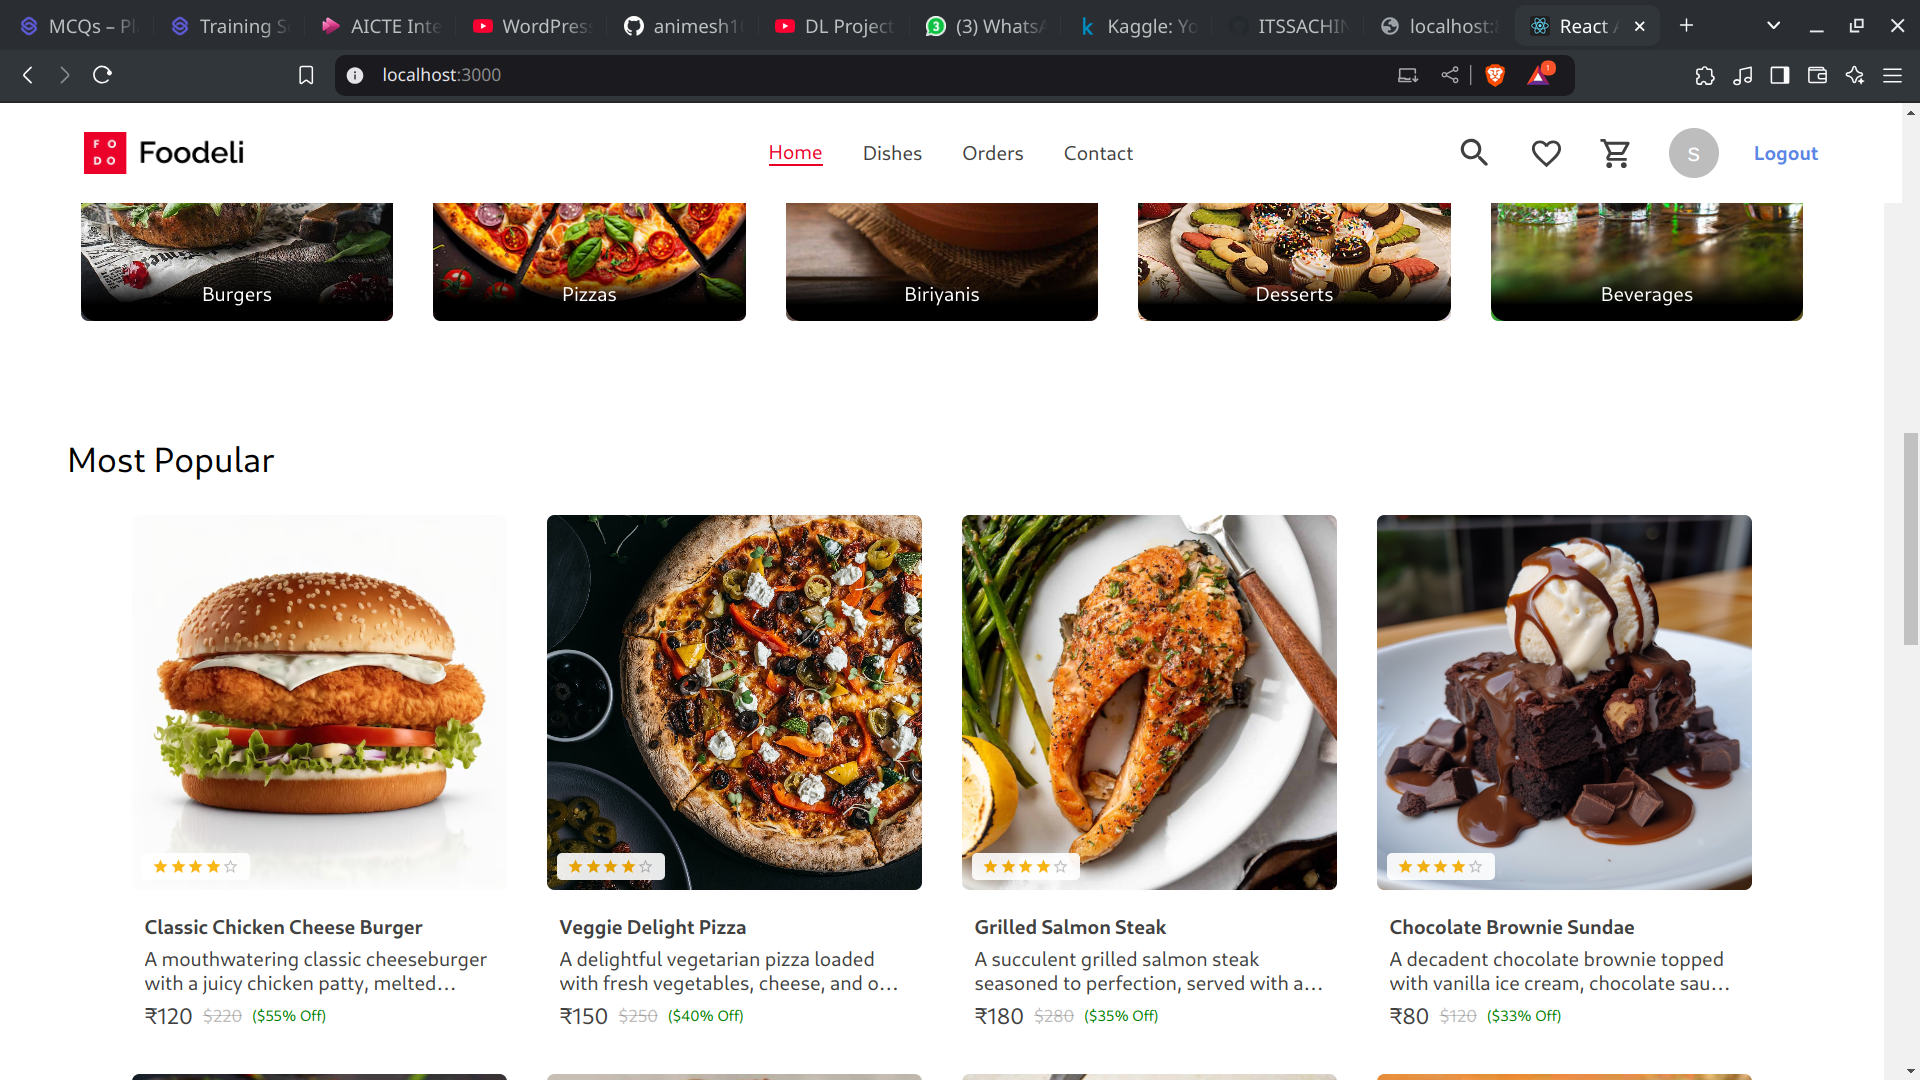 MCQs – Pl
Training S
AICTE Inte
WordPress
animesh1
DL Project
(3) WhatsA
Kaggle: Yo
ITSSACHIN
localhost:
React A
localhost:3000
1
FO
DO
Foodeli
Home
Dishes
Orders
Contact
S
Logout
Burgers
Pizzas
Biriyanis
Desserts
Beverages
Most Popular
Classic Chicken Cheese Burger
A mouthwatering classic cheeseburger
with a juicy chicken patty, melted...
₹120 $220 ($55% Off)
Veggie Delight Pizza
A delightful vegetarian pizza loaded
with fresh vegetables, cheese, and o...
₹150 $250 ($40% Off)
Grilled Salmon Steak
A succulent grilled salmon steak
seasoned to perfection, served with a...
₹180 $280 ($35% Off)
Chocolate Brownie Sundae
A decadent chocolate brownie topped
with vanilla ice cream, chocolate sau...
₹80 $120 ($33% Off)